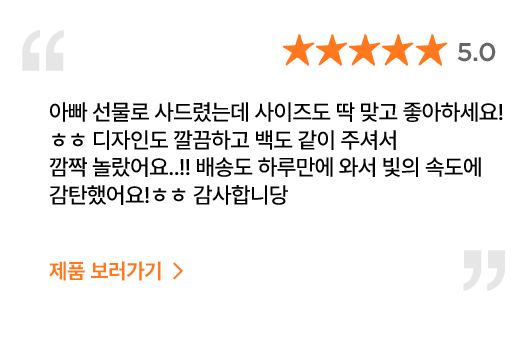 5.0
아빠 선물로 사드렸는데 사이즈도 딱 맞고 좋아하세요!
ㅎㅎ 디자인도 깔끔하고 백도 같이 주셔서
깜짝 놀랐어요..!! 배송도 하루만에 와서 빛의 속도에
감탄했어요!ㅎㅎ 감사합니당
제품 보러가기 >